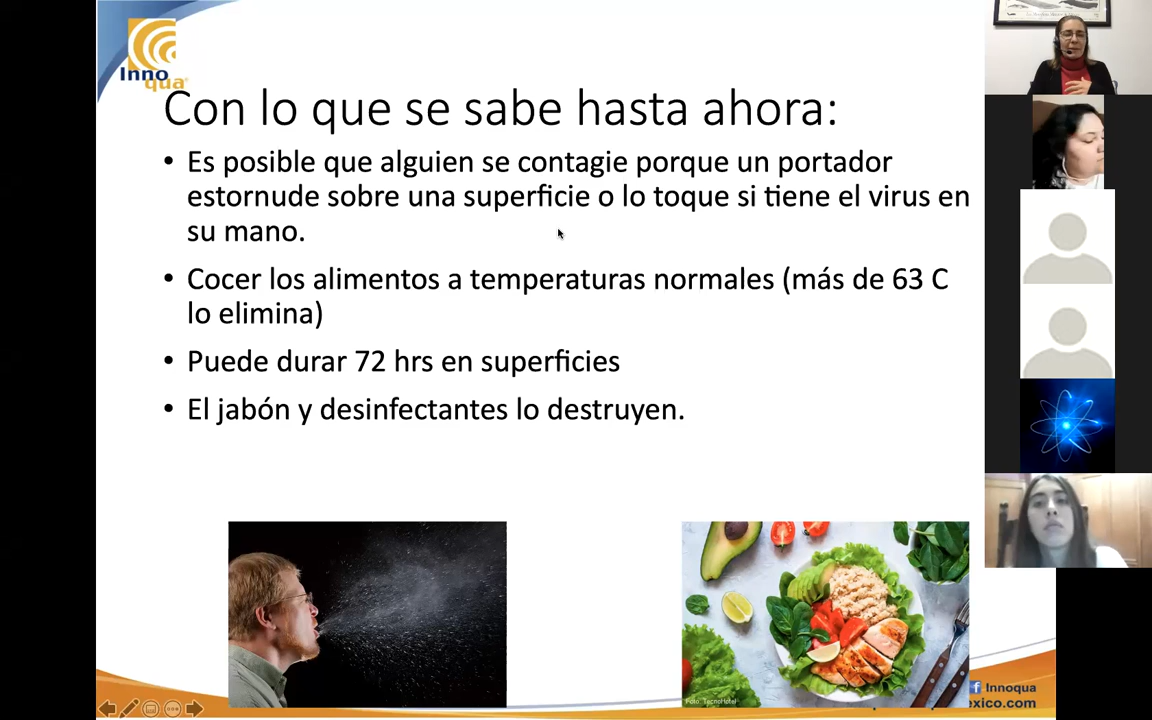 Inno
qua®
Con lo que se sabe hasta ahora:
• Es posible que alguien se contagie porque un portador
estornude sobre una superficie o lo toque si tiene el virus en
su mano.
• Cocer los alimentos a temperaturas normales (más de 63 C
lo elimina)
• Puede durar 72 hrs en superficies
• El jabón y desinfectantes lo destruyen.
Foto: TecnoHotel
f Innoqua
exico.com